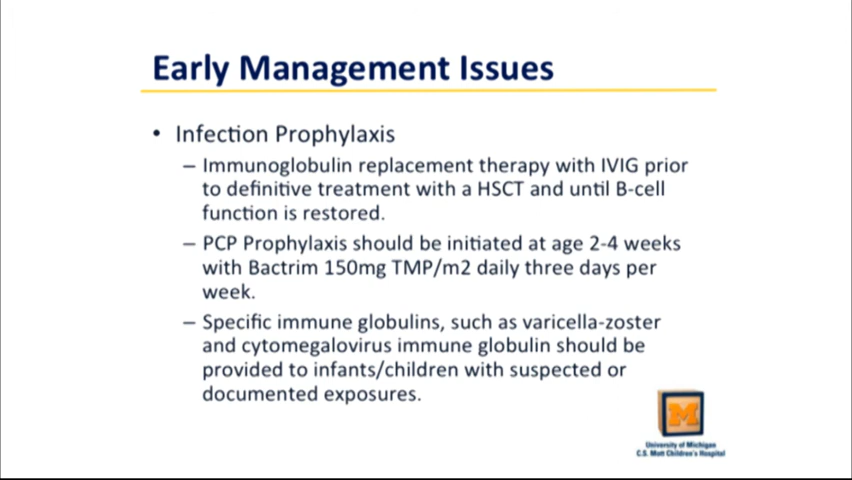 Early Management Issues
• Infection Prophylaxis
– Immunoglobulin replacement therapy with IVIG prior
to definitive treatment with a HSCT and until B-cell
function is restored.
– PCP Prophylaxis should be initiated at age 2-4 weeks
with Bactrim 150mg TMP/m2 daily three days per
week.
– Specific immune globulins, such as varicella-zoster
and cytomegalovirus immune globulin should be
provided to infants/children with suspected or
documented exposures.
M
University of Michigan
C.S. Mott Children's Hospital